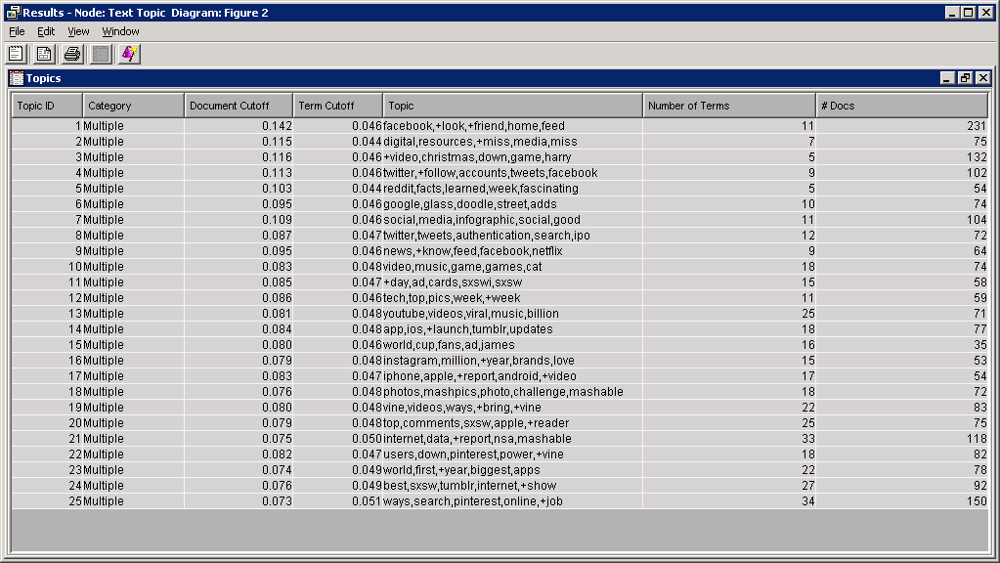 Results - Node: Text Topic  Diagram: Figure 2
File Edit View Window
Topics
Topic ID Category Document Cutoff Term Cutoff Topic Number of Terms # Docs
1 Multiple 0.142 0.046 facebook,+look,+friend,home,feed 11 231
2 Multiple 0.115 0.044 digital,resources,+miss,media,miss 7 75
3 Multiple 0.116 0.046 +video,christmas,down,game,harry 5 132
4 Multiple 0.113 0.046 twitter,+follow,accounts,tweets,facebook 9 102
5 Multiple 0.103 0.044 reddit,facts,learned,week,fascinating 5 54
6 Multiple 0.095 0.046 google,glass,doodle,street,adds 10 74
7 Multiple 0.109 0.046 social,media,infographic,social,good 11 104
8 Multiple 0.087 0.047 twitter,tweets,authentication,search,ipo 12 72
9 Multiple 0.095 0.046 news,+know,feed,facebook,netflix 9 64
10 Multiple 0.083 0.048 video,music,game,games,cat 18 74
11 Multiple 0.085 0.047 +day,ad,cards,sxswi,sxsw 15 58
12 Multiple 0.086 0.046 tech,top,pics,week,+week 11 59
13 Multiple 0.081 0.048 youtube,videos,viral,music,billion 25 71
14 Multiple 0.084 0.048 app,ios,+launch,tumblr,updates 18 77
15 Multiple 0.080 0.046 world,cup,fans,ad,james 16 35
16 Multiple 0.079 0.048 instagram,million,+year,brands,love 15 53
17 Multiple 0.083 0.047 iphone,apple,+report,android,+video 17 54
18 Multiple 0.076 0.048 photos,mashpics,photo,challenge,mashable 18 72
19 Multiple 0.080 0.048 vine,videos,ways,+bring,+vine 22 83
20 Multiple 0.079 0.048 top,comments,sxsw,apple,+reader 25 75
21 Multiple 0.075 0.050 internet,data,+report,nsa,mashable 33 118
22 Multiple 0.082 0.047 users,down,pinterest,power,+vine 18 82
23 Multiple 0.074 0.049 world,first,+year,biggest,apps 22 78
24 Multiple 0.076 0.049 best,sxsw,tumblr,internet,+show 27 92
25 Multiple 0.073 0.051 ways,search,pinterest,online,+job 34 150